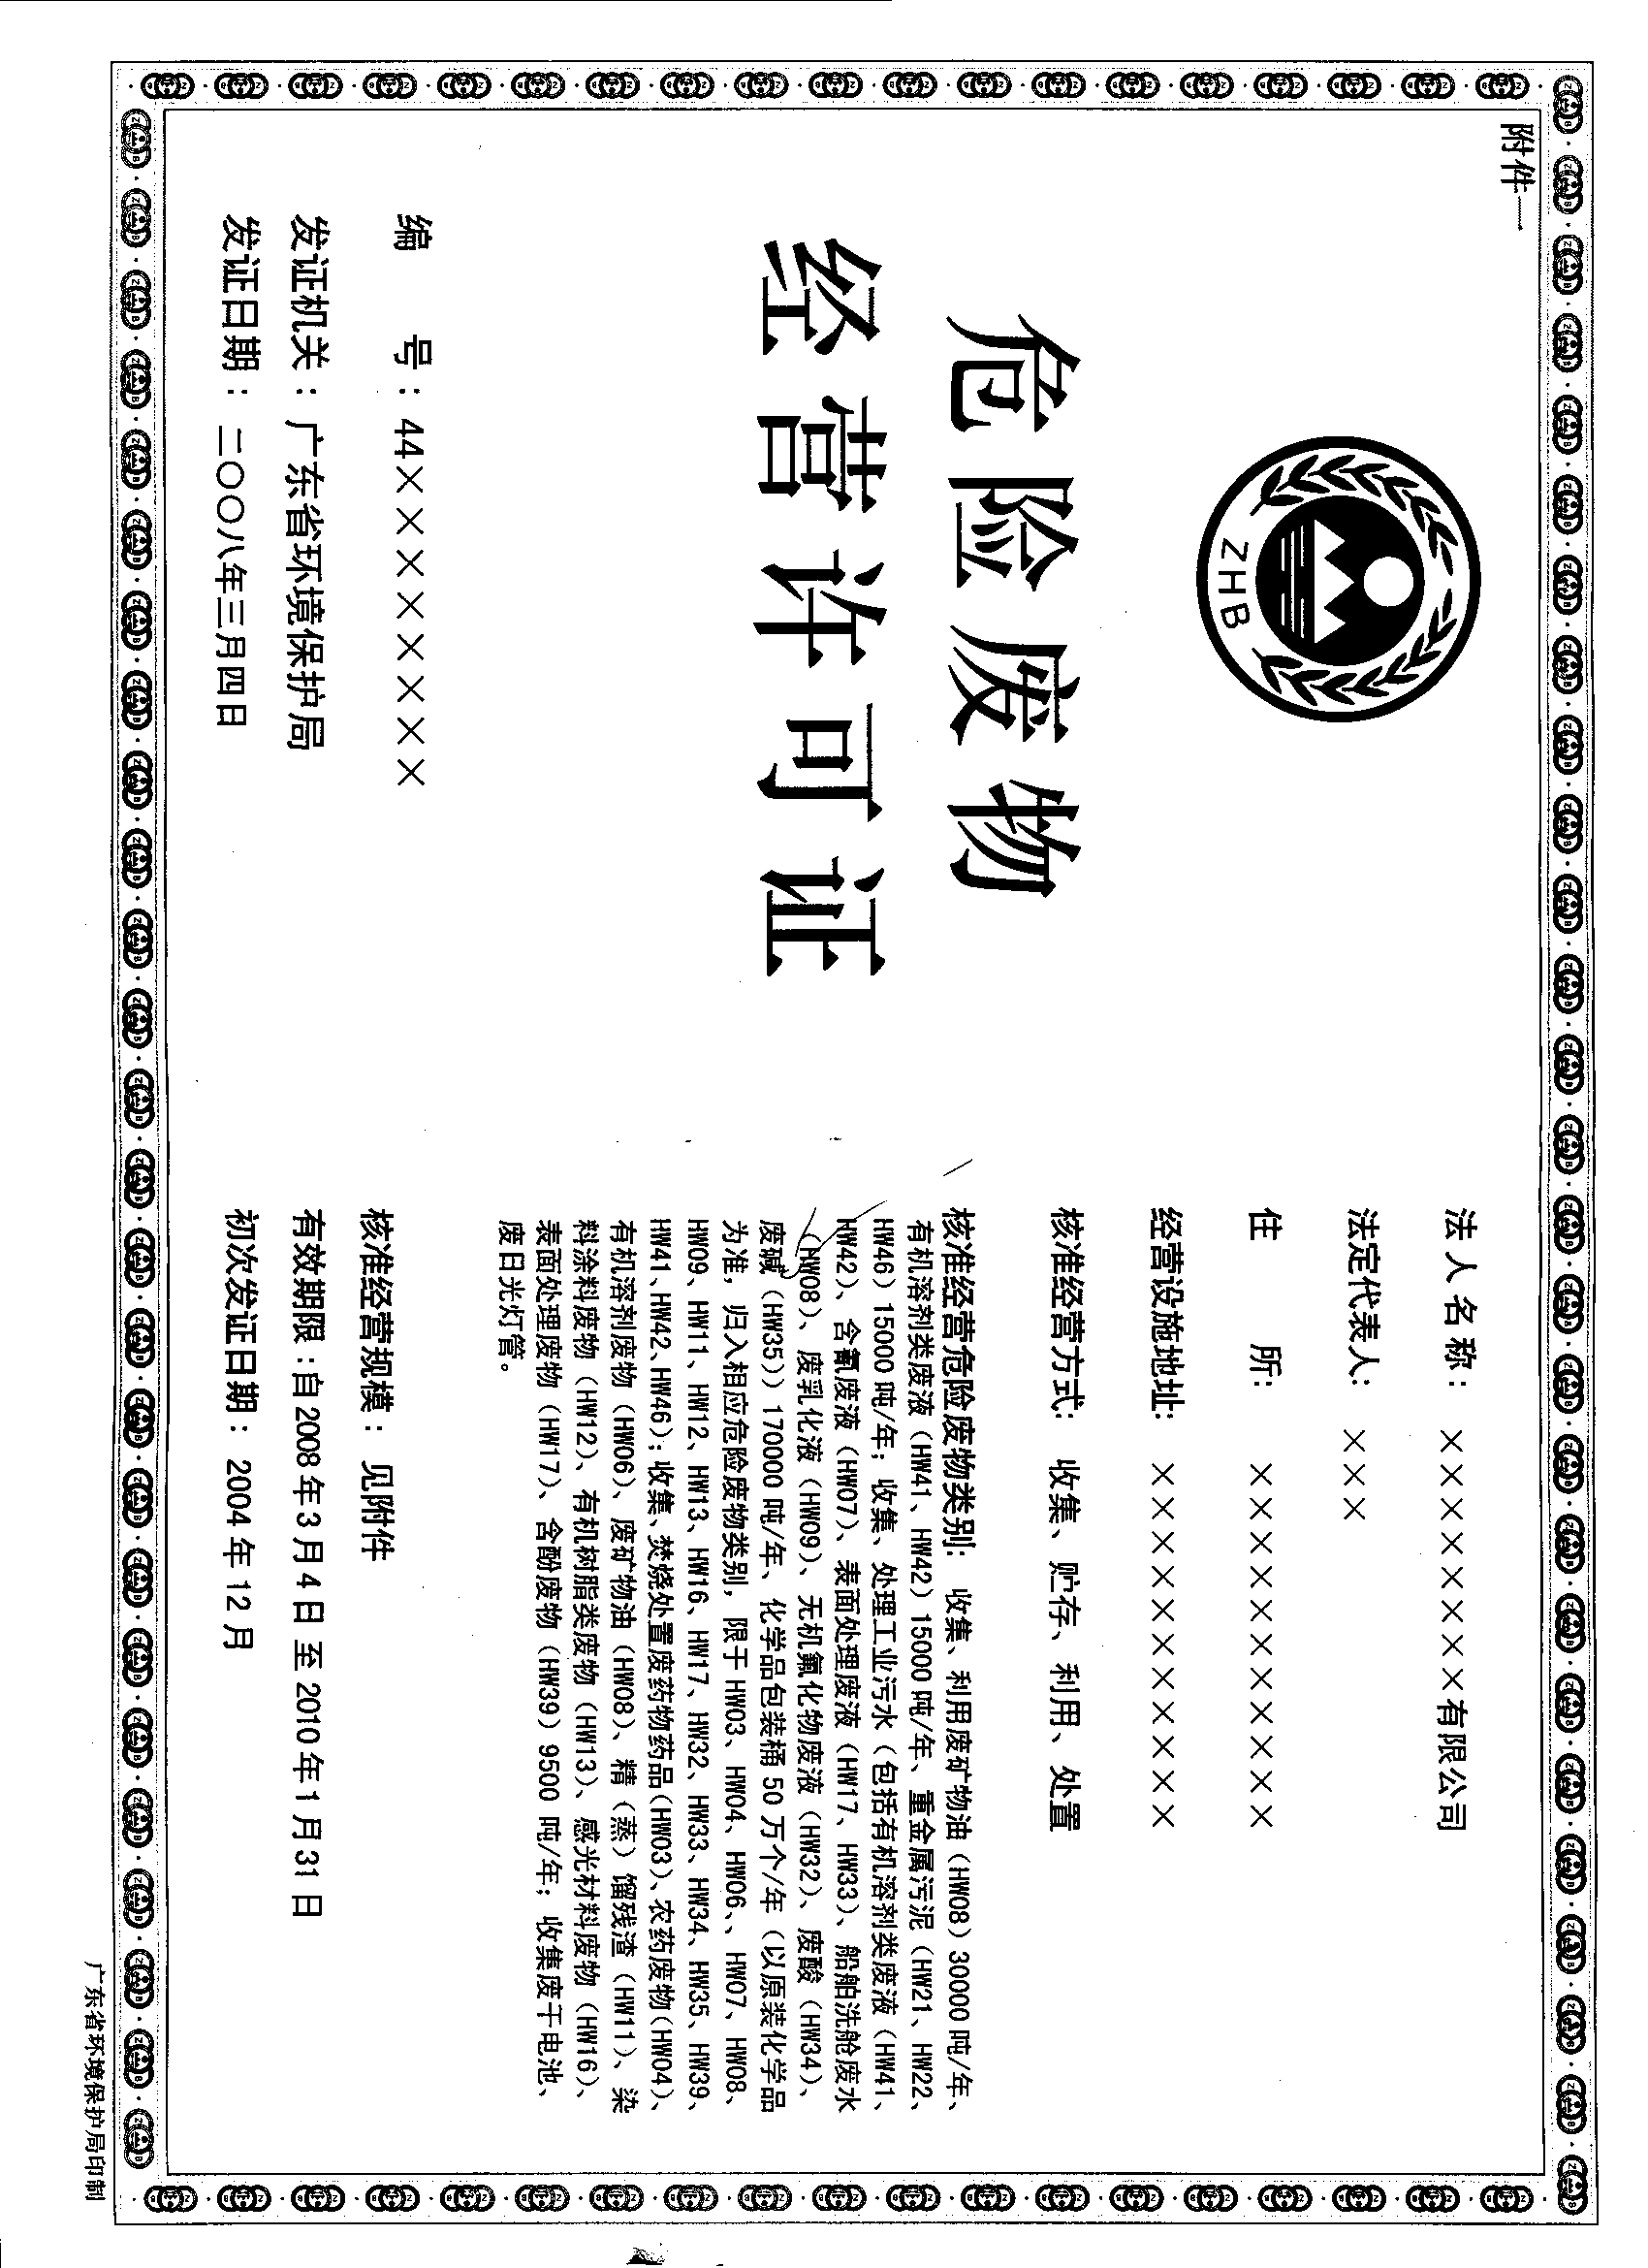 附件一
ZHB
危险废物
经营许可证
编 号：44××××××××
发证机关：广东省环境保护局
发证日期：二〇〇八年三月四日
法人名称：××××××××有限公司
法定代表人：×××
住 所：×××××××××××
经营设施地址：×××××××××××
核准经营方式：收集、贮存、利用、处置
核准经营危险废物类别：收集、利用废矿物油（HW08）30000吨/年、
有机溶剂类废液（HW41、HW42）15000吨/年、重金属污泥（HW21、HW22、
HW46）15000吨/年；收集、处理工业污水（包括有机溶剂类废液（HW41、
HW42）、含氰废液（HW07）、表面处理废液（HW17、HW33）、船舶洗舱废水
（HW08）、废乳化液（HW09）、无机氟化物废液（HW32）、废酸（HW34）、
废碱（HW35））170000吨/年、化学品包装桶50万个/年（以原装化学品
为准，归入相应危险废物类别，限于HW03、HW04、HW06、、HW07、HW08、
HW09、HW11、HW12、HW13、HW16、HW17、HW32、HW33、HW34、HW35、HW39、
HW41、HW42、HW46）；收集、焚烧处置废药物药品（HW03）、农药废物（HW04）、
有机溶剂废物（HW06）、废矿物油（HW08）、精（蒸）馏残渣（HW11）、染
料涂料废物（HW12）、有机树脂类废物（HW13）、感光材料废物（HW16）、
表面处理废物（HW17）、含酚废物（HW39）9500吨/年；收集废干电池、
废日光灯管。
核准经营规模：见附件
有效期限：自2008年3月4日至2010年1月31日
初次发证日期：2004年12月
广东省环境保护局印制